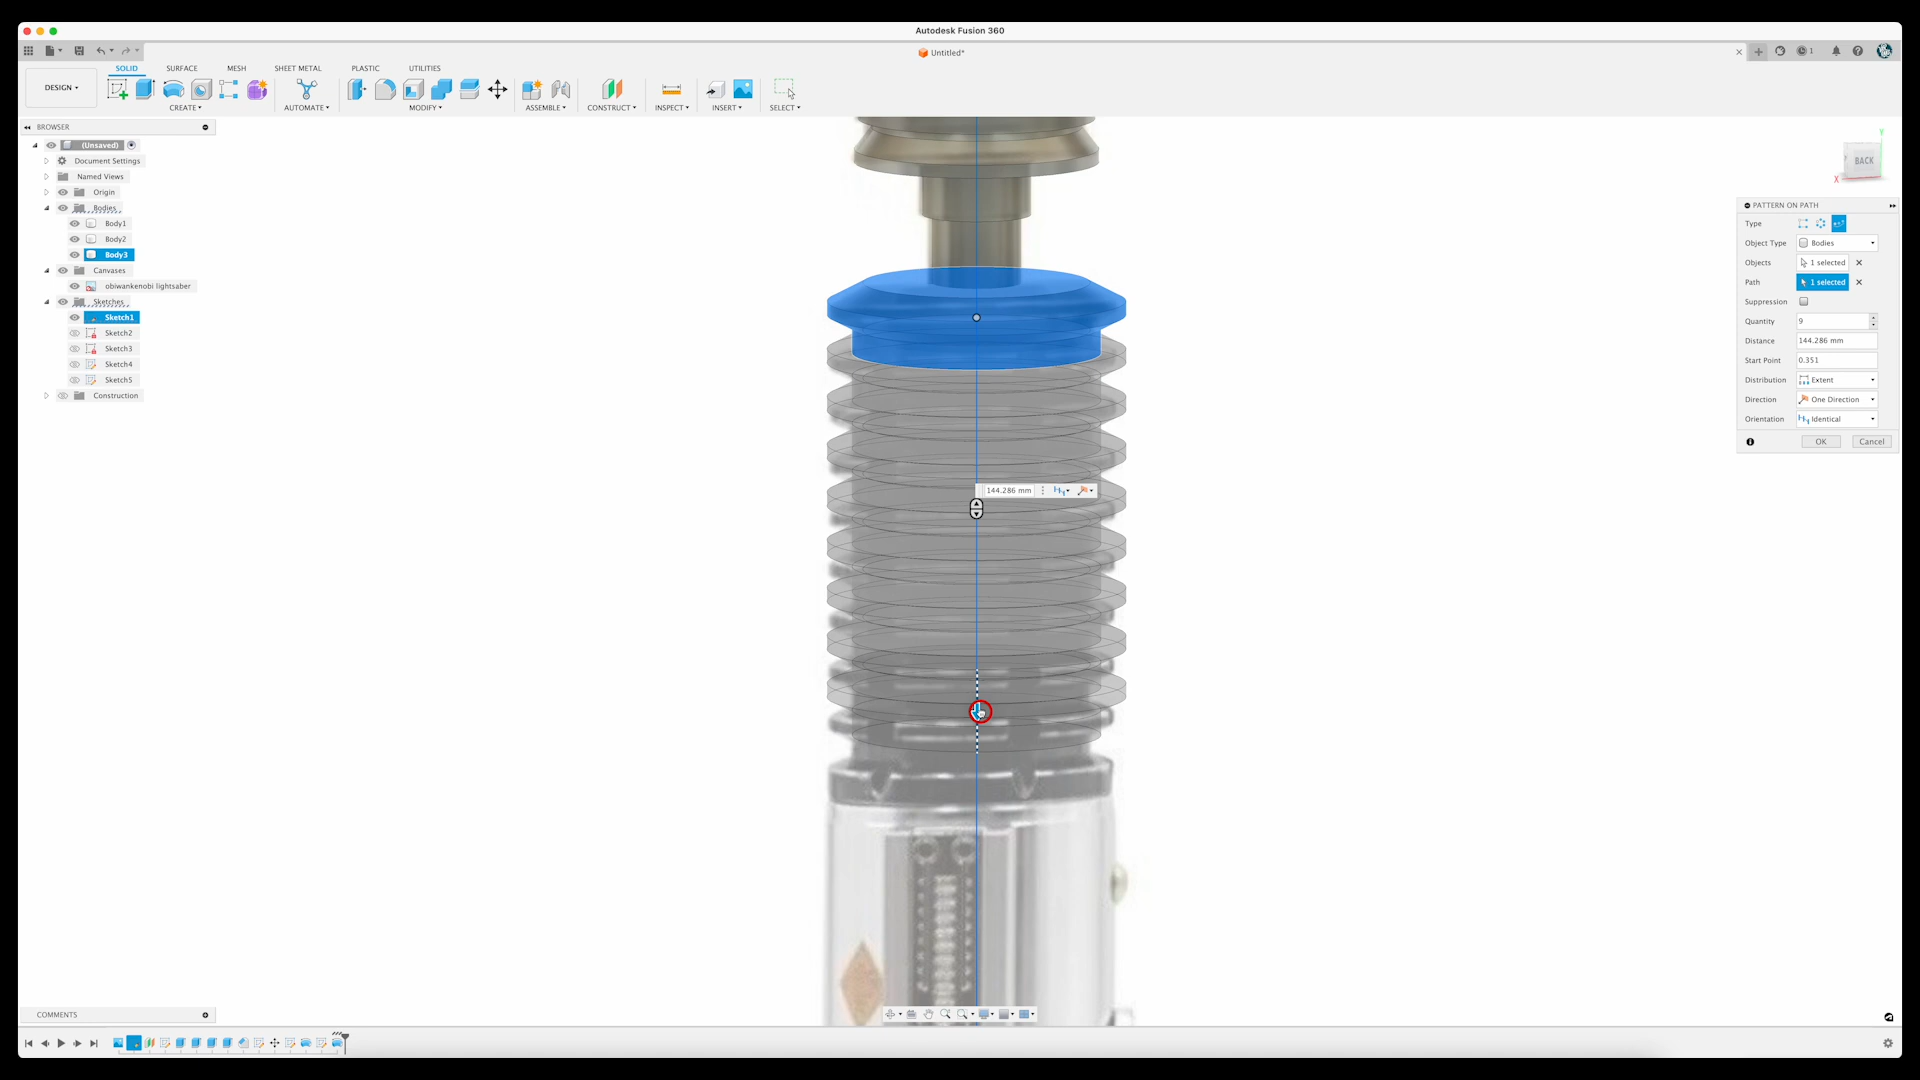 Autodesk Fusion 360
Untitled*
1
DESIGN
SOLID
SURFACE
MESH
SHEET METAL
PLASTIC
UTILITIES
CREATE
AUTOMATE
MODIFY
ASSEMBLE
CONSTRUCT
INSPECT
INSERT
SELECT
BROWSER
(Unsaved)
Document Settings
Named Views
Origin
Bodies
Body1
Body2
Body3
Canvases
obiwankenobi lightsaber
Sketches
Sketch1
Sketch2
Sketch3
Sketch4
Sketch5
Construction
Y
BACK
X
PATTERN ON PATH
Type
Object Type Bodies
Objects 1 selected
Path 1 selected
Suppression
Quantity 9
Distance 144.286 mm
Start Point 0.351
Distribution Extent
Direction One Direction
Orientation Identical
OK Cancel
144.286 mm
COMMENTS